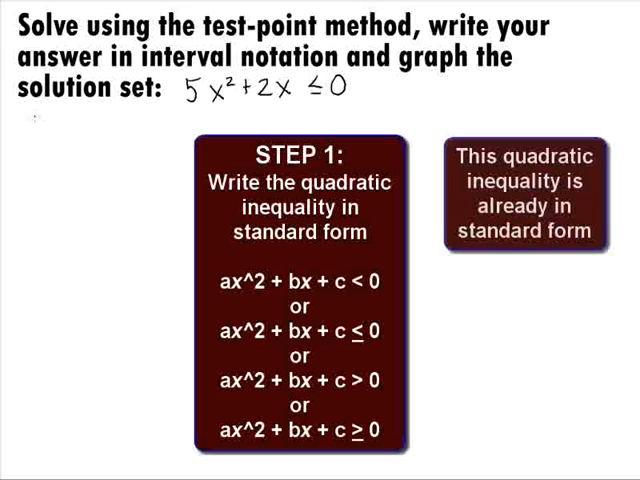 Solve using the test-point method, write your
answer in interval notation and graph the
solution set: 5x² + 2x ≤ 0
STEP 1:
Write the quadratic
inequality in
standard form
ax^2 + bx + c < 0
or
ax^2 + bx + c ≤ 0
or
ax^2 + bx + c > 0
or
ax^2 + bx + c ≥ 0
This quadratic
inequality is
already in
standard form